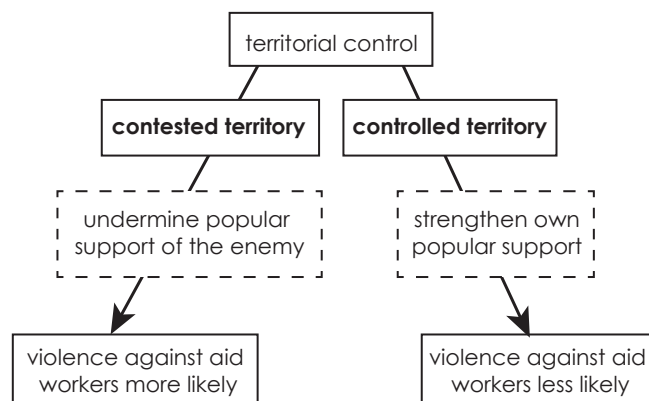 territorial control
contested territory
controlled territory
undermine popular
support of the enemy
strengthen own
popular support
violence against aid
workers more likely
violence against aid
workers less likely